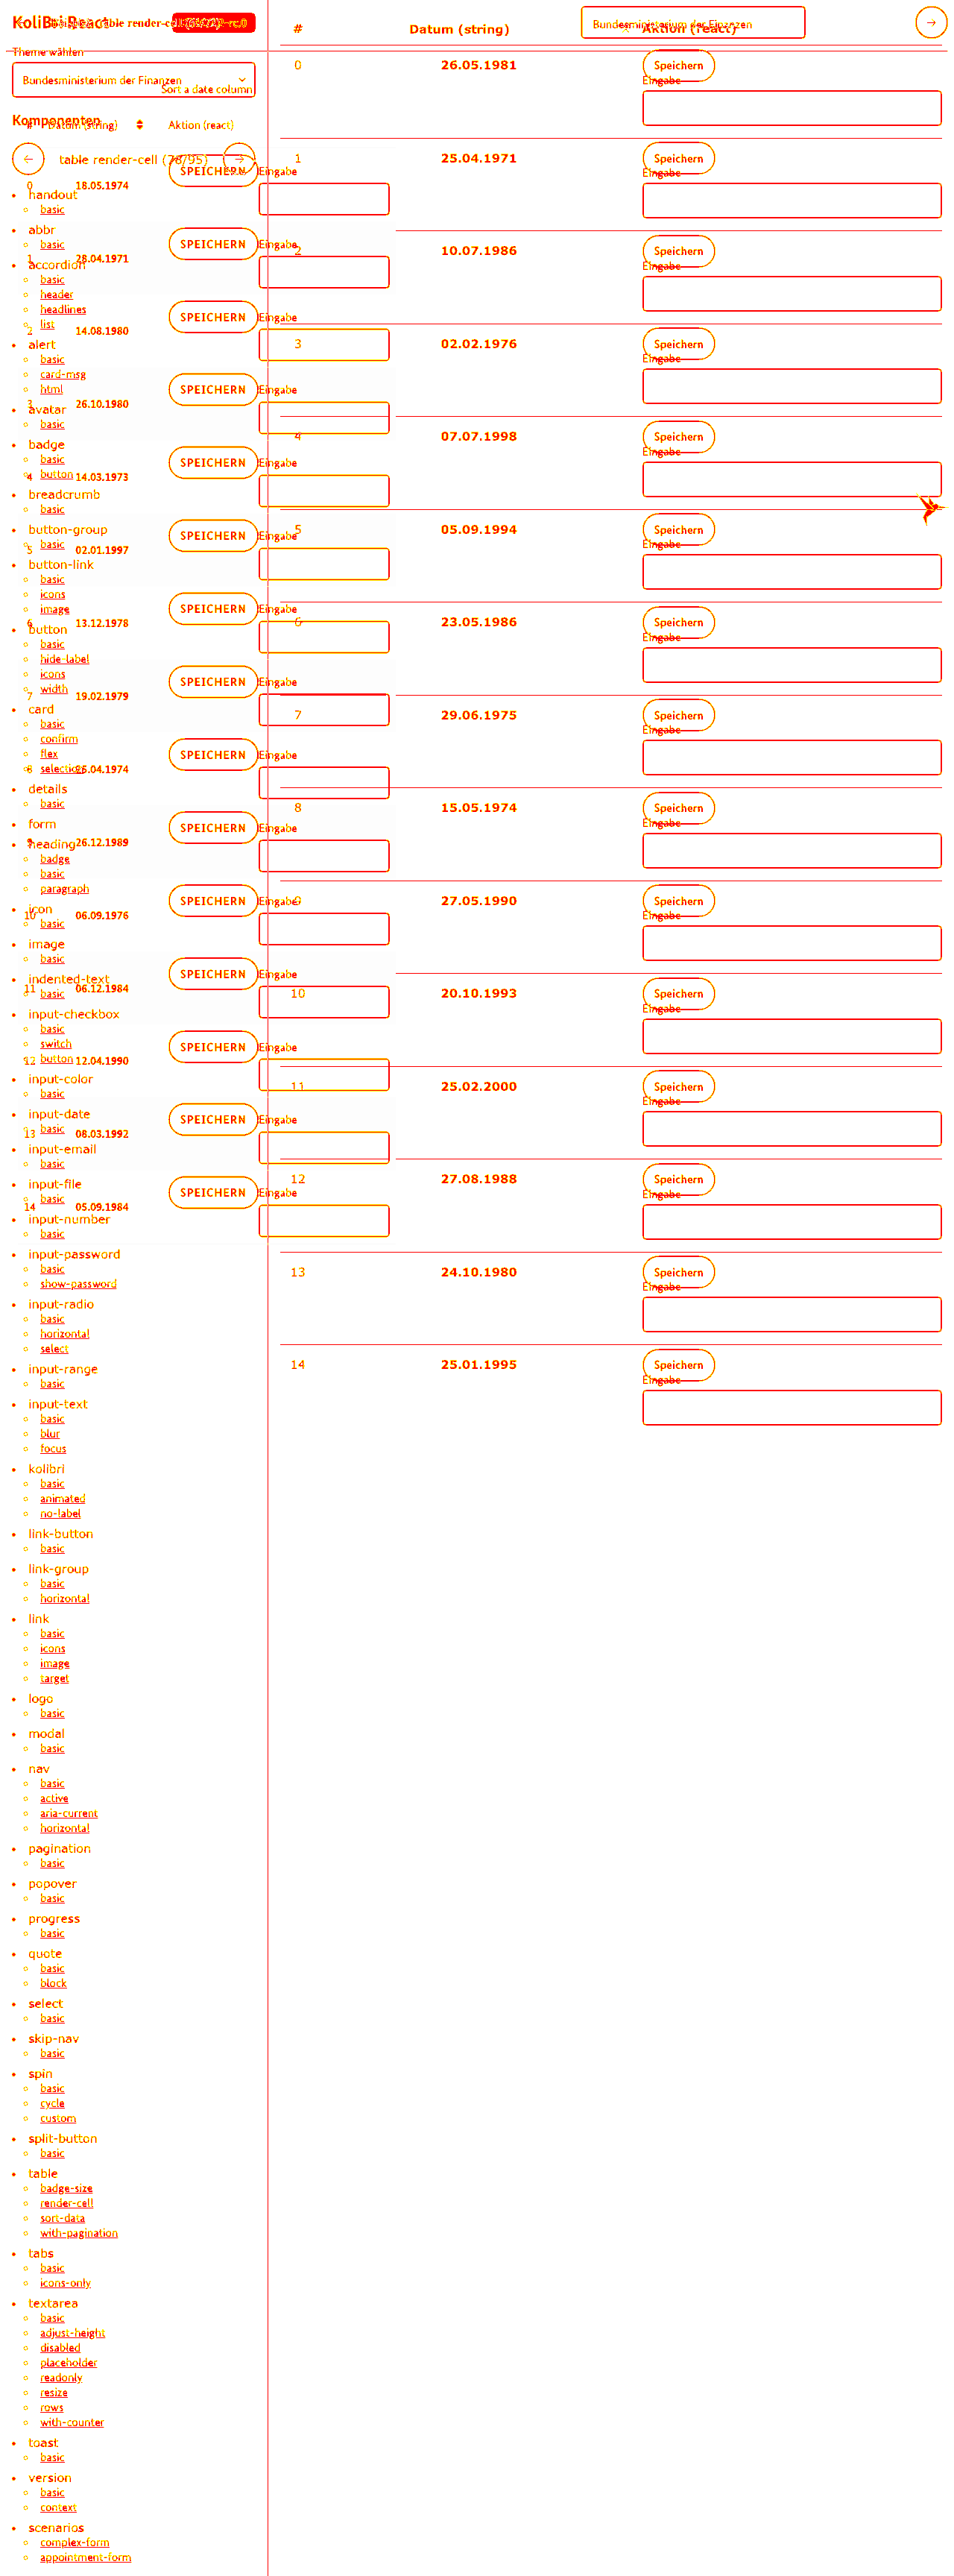 KoliBri React
# Datum (string) Aktion (react)
Bundesministerium der Finanzen
→
Theme wählen
Bundesministerium der Finanzen
Sort a date column
Komponenten
# Datum (string) Aktion (react)
← table render-cell (78/95) →
0 18.05.1974 SPEICHERN Eingabe
handout
basic
abbr
basic
1 28.04.1971 SPEICHERN Eingabe
accordion
basic
header
headlines
list
2 14.08.1980 SPEICHERN
alert
basic
card-msg
html
3 26.10.1980 SPEICHERN Eingabe
avatar
basic
badge
basic
button
4 14.03.1973 SPEICHERN Eingabe
breadcrumb
basic
button-group
basic
5 02.01.1997 SPEICHERN Eingabe
button-link
basic
icons
image
6 13.12.1978 SPEICHERN Eingabe
button
basic
hide-label
icons
width
7 19.02.1979 SPEICHERN Eingabe
card
basic
confirm
flex
selection
8 25.04.1974 SPEICHERN Eingabe
details
basic
form
heading
26.12.1989 SPEICHERN Eingabe
badge
basic
paragraph
icon
basic
10 06.09.1976 SPEICHERN Eingabe
image
basic
indented-text
basic
11 06.12.1984 SPEICHERN Eingabe
input-checkbox
basic
switch
button
12 12.04.1990 SPEICHERN Eingabe
input-color
basic
input-date
basic
13 08.03.1992 SPEICHERN Eingabe
input-email
basic
input-file
basic
14 05.09.1984 SPEICHERN Eingabe
input-number
basic
input-password
basic
show-password
input-radio
basic
horizontal
select
input-range
basic
input-text
basic
blur
focus
kolibri
basic
animated
no-label
link-button
basic
link-group
basic
horizontal
link
basic
icons
image
target
logo
basic
modal
basic
nav
basic
active
aria-current
horizontal
pagination
basic
popover
basic
progress
basic
quote
basic
block
select
basic
skip-nav
basic
spin
basic
cycle
custom
split-button
basic
table
badge-size
render-cell
sort-data
with-pagination
tabs
basic
icons-only
textarea
basic
adjust-height
disabled
placeholder
readonly
resize
rows
with-counter
toast
basic
version
basic
context
scenarios
complex-form
appointment-form
0 26.05.1981 Speichern
Eingabe
1 25.04.1971 Speichern
Eingabe
2 10.07.1986 Speichern
Eingabe
3 02.02.1976 Speichern
Eingabe
4 07.07.1998 Speichern
Eingabe
5 05.09.1994 Speichern
Eingabe
6 23.05.1986 Speichern
Eingabe
7 29.06.1975 Speichern
Eingabe
8 15.05.1974 Speichern
Eingabe
9 27.05.1990 Speichern
Eingabe
10 20.10.1993 Speichern
Eingabe
11 25.02.2000 Speichern
Eingabe
12 27.08.1988 Speichern
Eingabe
13 24.10.1980 Speichern
Eingabe
14 25.01.1995 Speichern
Eingabe